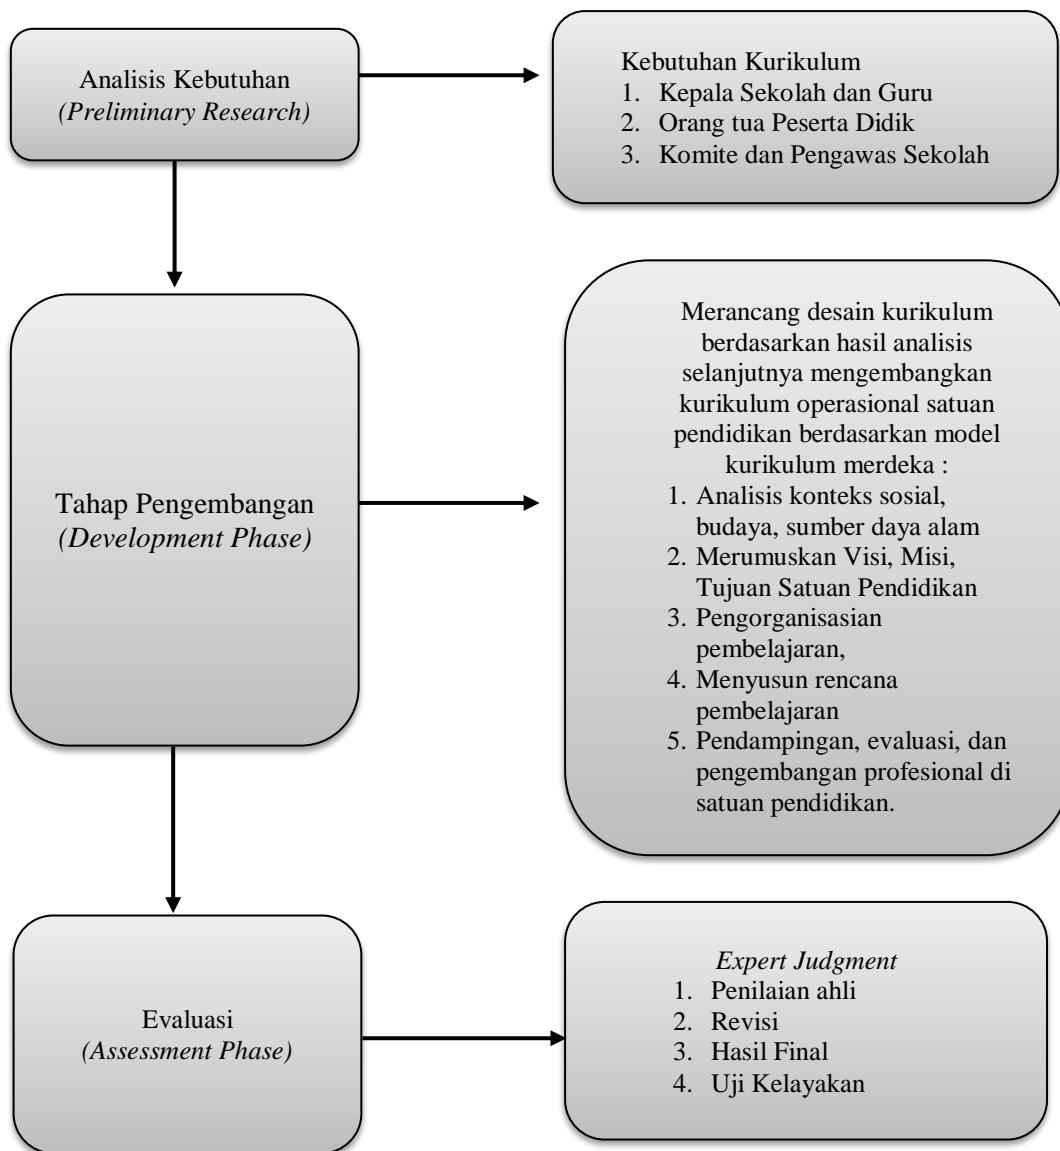 Analisis Kebutuhan
(Preliminary Research)
Kebutuhan Kurikulum
1. Kepala Sekolah dan Guru
2. Orang tua Peserta Didik
3. Komite dan Pengawas Sekolah
Tahap Pengembangan
(Development Phase)
Merancang desain kurikulum
berdasarkan hasil analisis
selanjutnya mengembangkan
kurikulum operasional satuan
pendidikan berdasarkan model
kurikulum merdeka :
1. Analisis konteks sosial,
budaya, sumber daya alam
2. Merumuskan Visi, Misi,
Tujuan Satuan Pendidikan
3. Pengorganisasian
pembelajaran,
4. Menyusun rencana
pembelajaran
5. Pendampingan, evaluasi, dan
pengembangan profesional di
satuan pendidikan.
Evaluasi
(Assessment Phase)
Expert Judgment
1. Penilaian ahli
2. Revisi
3. Hasil Final
4. Uji Kelayakan